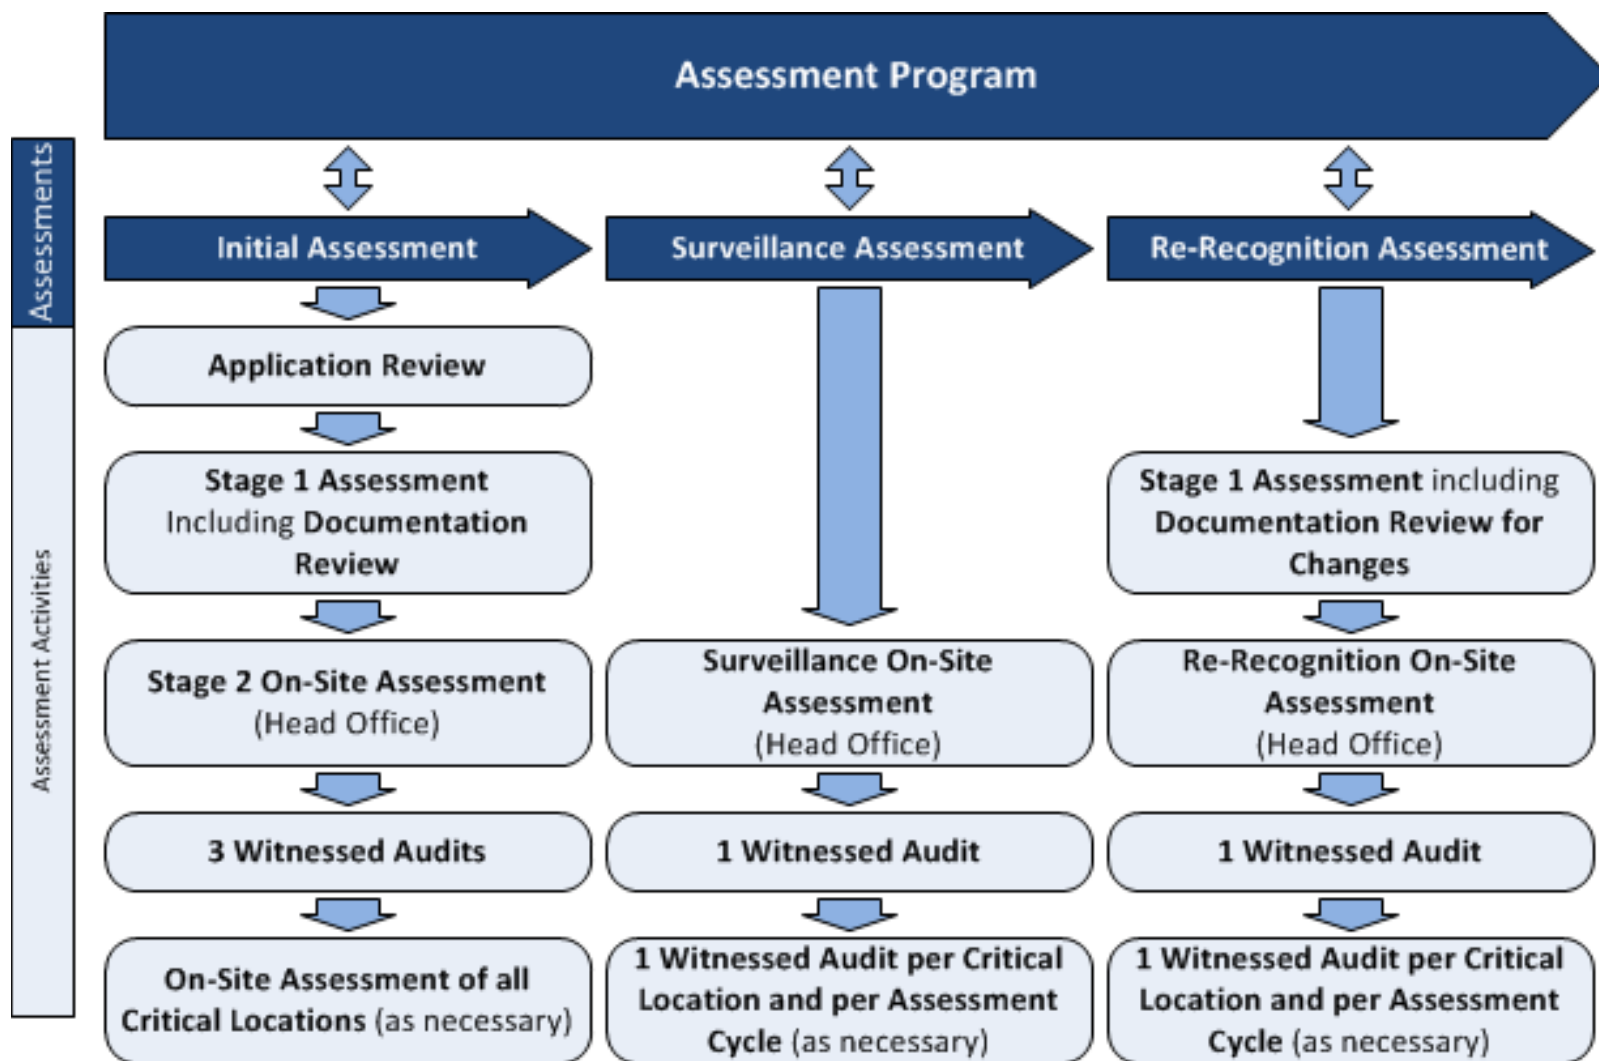 Assessment Program
Assessments
Initial Assessment
Surveillance Assessment
Re-Recognition Assessment
Assessment Activities
Application Review
Stage 1 Assessment
Including Documentation
Review
Stage 2 On-Site Assessment
(Head Office)
3 Witnessed Audits
On-Site Assessment of all
Critical Locations (as necessary)
Surveillance On-Site
Assessment
(Head Office)
1 Witnessed Audit
1 Witnessed Audit per Critical
Location and per Assessment
Cycle (as necessary)
Stage 1 Assessment including
Documentation Review for
Changes
Re-Recognition On-Site
Assessment
(Head Office)
1 Witnessed Audit
1 Witnessed Audit per Critical
Location and per Assessment
Cycle (as necessary)